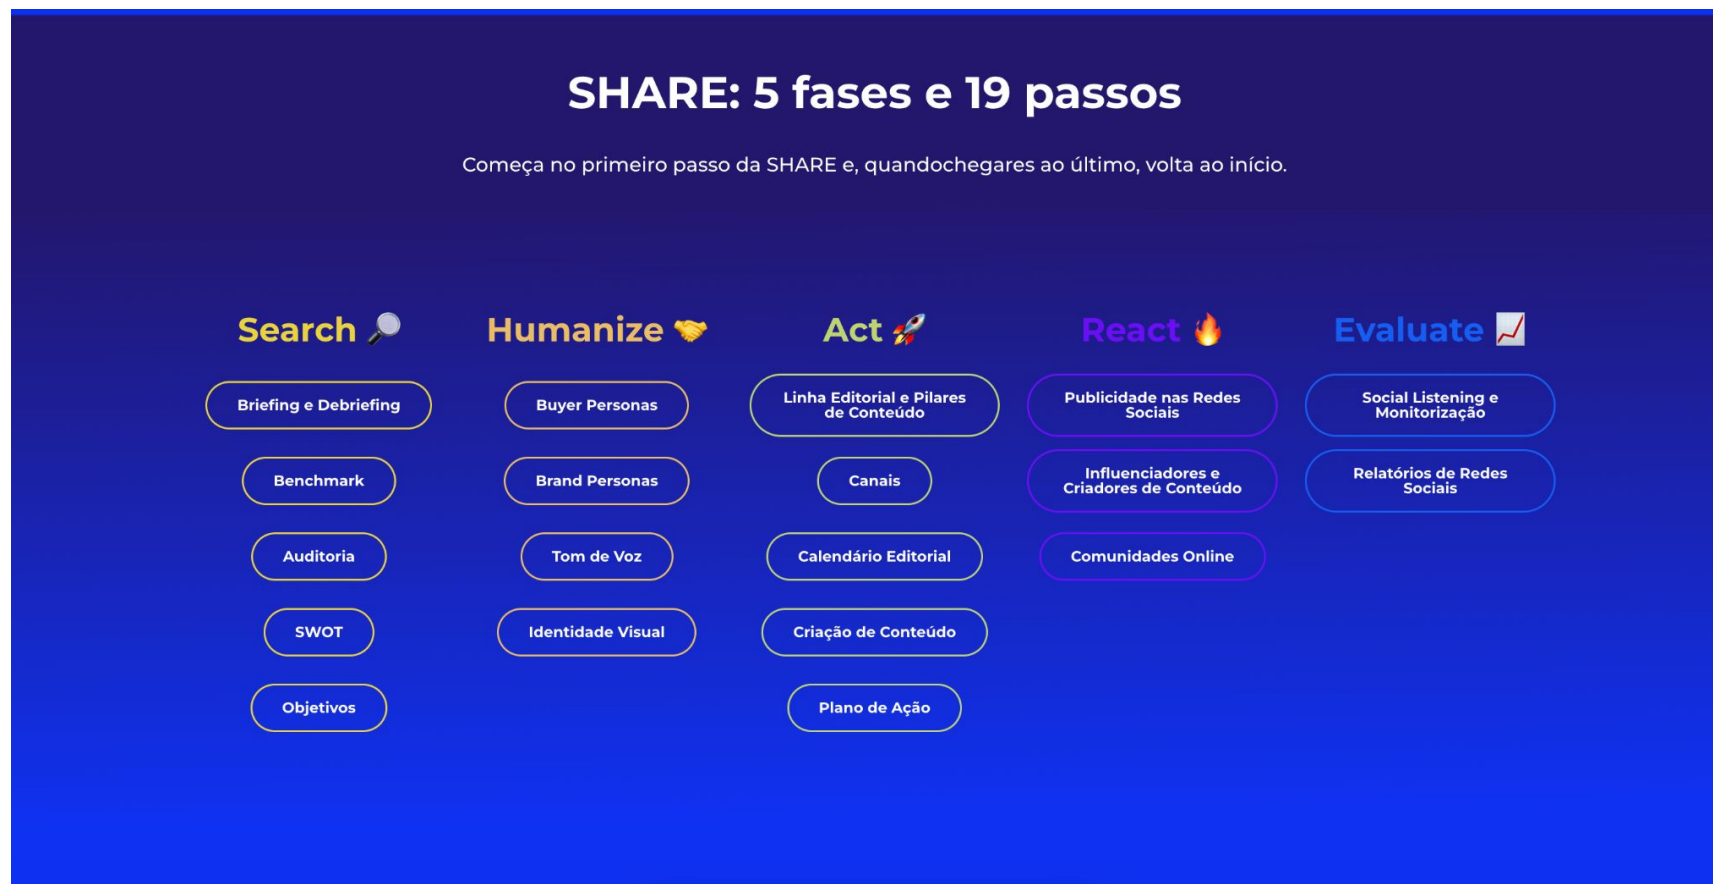 SHARE: 5 fases e 19 passos
Começa no primeiro passo da SHARE e, quandochegares ao último, volta ao início.
Search
Briefing e Debriefing
Benchmark
Auditoria
SWOT
Objetivos
Humanize
Buyer Personas
Brand Personas
Tom de Voz
Identidade Visual
Act
Linha Editorial e Pilares
de Conteúdo
Canais
Calendário Editorial
Criação de Conteúdo
Plano de Ação
React
Publicidade nas Redes
Sociais
Influenciadores e
Criadores de Conteúdo
Comunidades Online
Evaluate
Social Listening e
Monitorização
Relatórios de Redes
Sociais